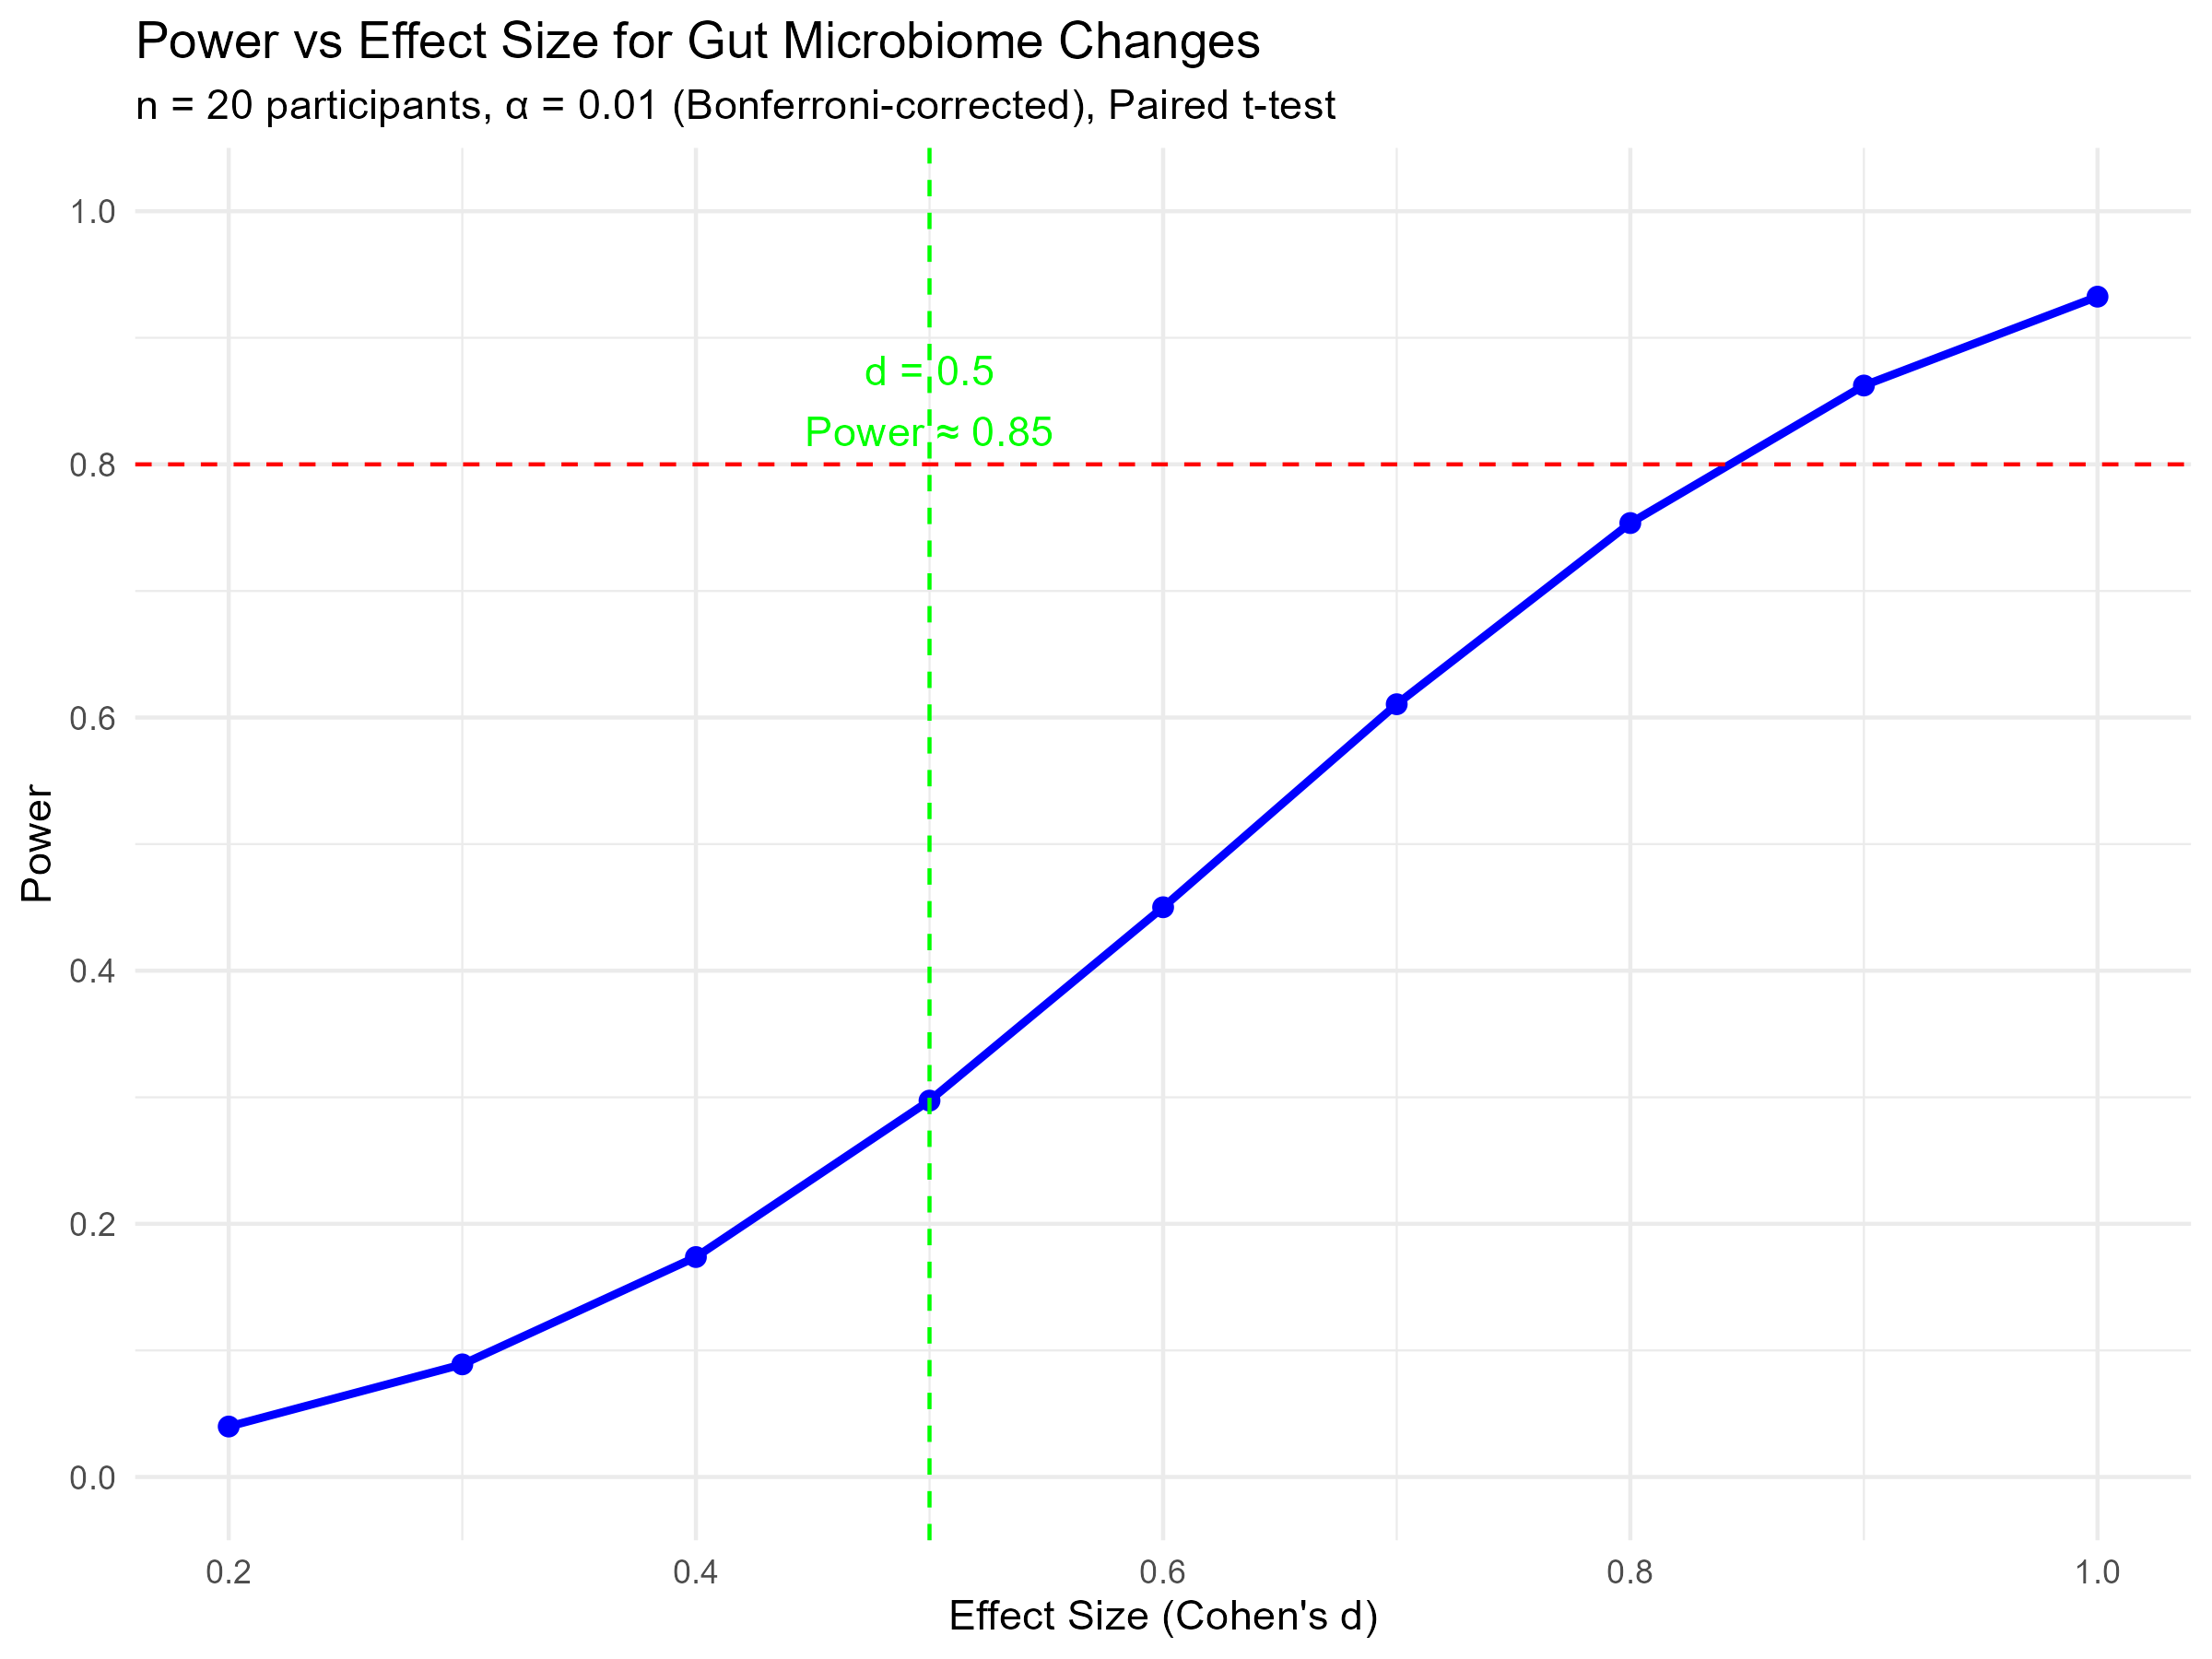 Power vs Effect Size for Gut Microbiome Changes
n = 20 participants, α = 0.01 (Bonferroni-corrected), Paired t-test
1.0
d = 0.5
Power ≈ 0.85
0.8
0.6
Power
0.4
0.2
0.0
0.2 0.4 0.6 0.8 1.0
Effect Size (Cohen's d)